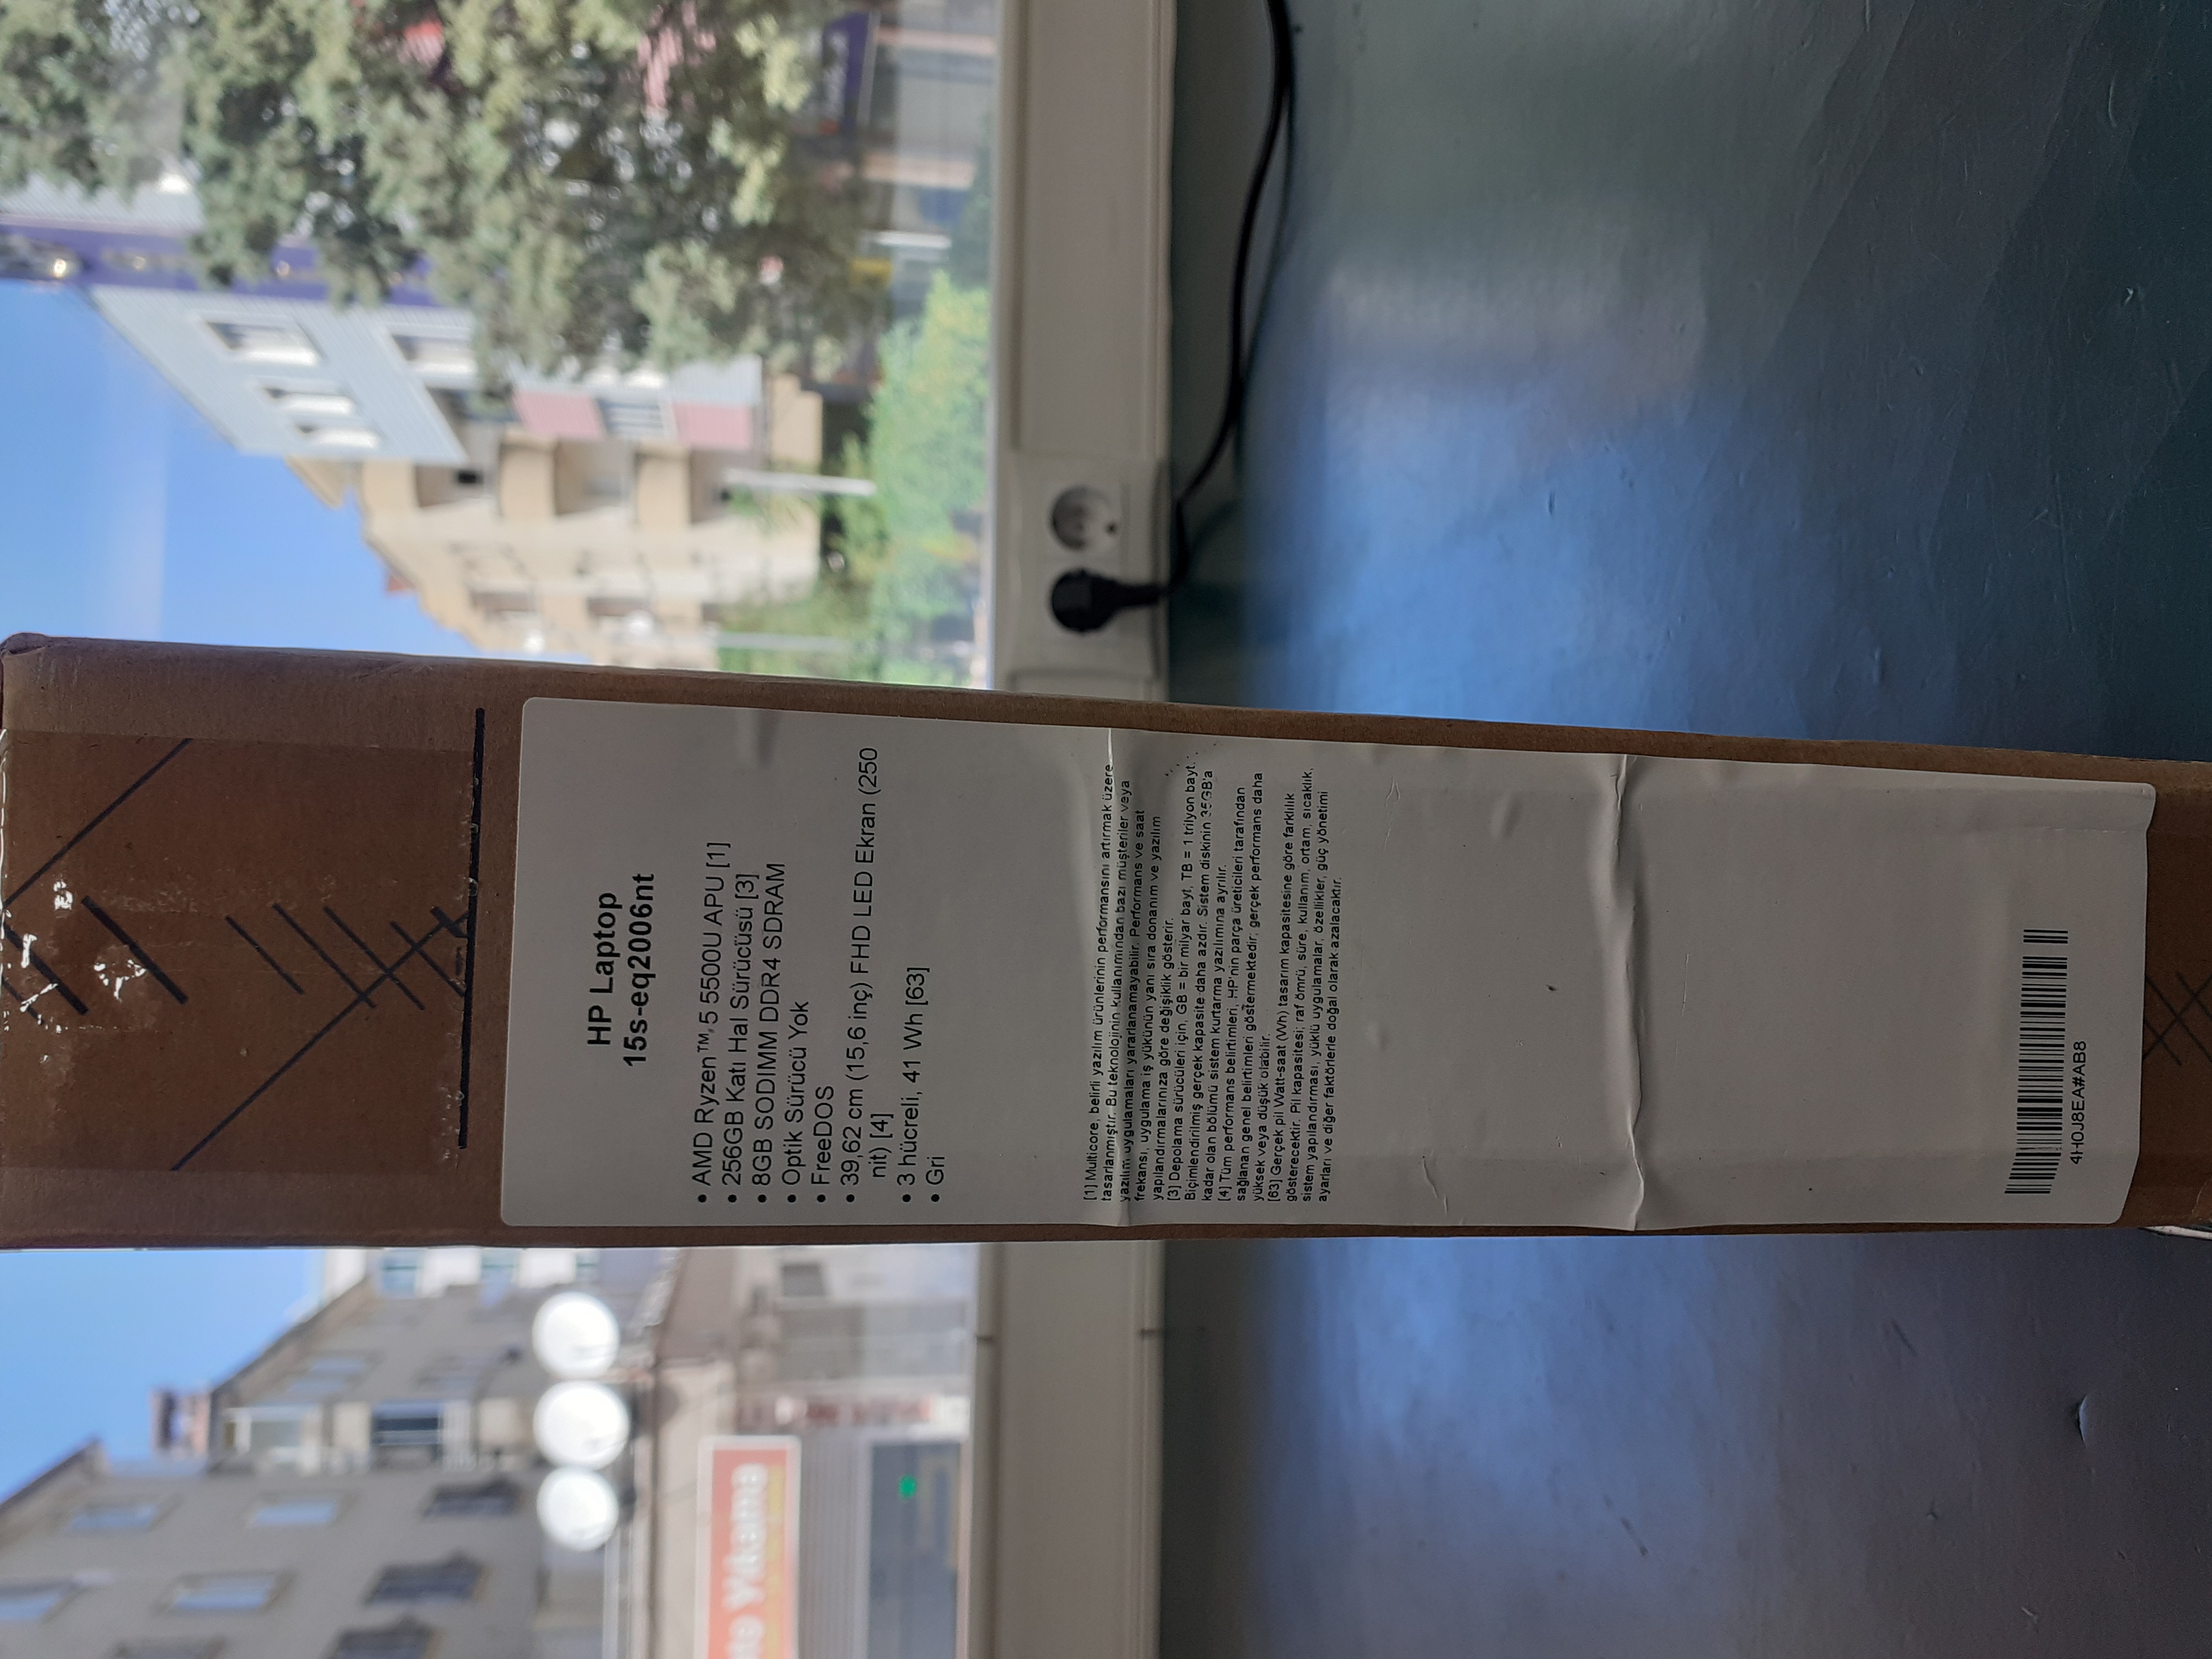 HP Laptop
15s-eq2006nt
• AMD Ryzen™ 5 5500U APU [1]
• 256GB Katı Hal Sürücüsü [3]
• 8GB SODIMM DDR4 SDRAM
• Optik Sürücü Yok
• FreeDOS
• 39,62 cm (15,6 inç) FHD LED Ekran (250
nit) [4]
• 3 hücreli, 41 Wh [63]
• Gri
[1] Multicore, belirli yazılım ürünlerinin performansını artırmak üzere
tasarlanmıştır. Bu teknolojinin kullanımından bazı müşteriler veya
yazılım uygulamaları yararlanamayabilir. Performans ve saat
frekansı, uygulama iş yükünün yanı sıra donanım ve yazılım
yapılandırmalarınıza göre değişiklik gösterir.
[3] Depolama sürücüleri için, GB = bir milyar bayt, TB = 1 trilyon bayt.
Biçimlendirilmiş gerçek kapasite daha azdır. Sistem diskinin 35GB'a
kadar olan bölümü sistem kurtarma yazılımına ayrılır.
[4] Tüm performans belirtimleri, HP'nin parça üreticileri tarafından
sağlanan genel belirtimleri göstermektedir; gerçek performans daha
yüksek veya düşük olabilir.
[63] Gerçek pil Watt-saat (Wh) tasarım kapasitesine göre farklılık
gösterecektir. Pil kapasitesi; raf ömrü, süre, kullanım, ortam, sıcaklık,
sistem yapılandırması, yüklü uygulamalar, özellikler, güç yönetimi
ayarları ve diğer faktörlerle doğal olarak azalacaktır.
4H0J8EA#AB8
Yıkama